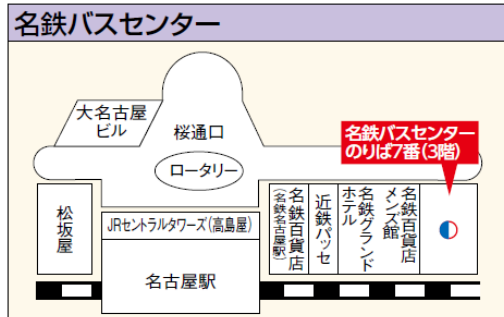 名鉄バスセンター
大名古屋
ビル
桜通口
ロータリー
名鉄バスセンター
のりば7番(3階)
松坂屋
JRセントラルタワーズ(高島屋)
名古屋駅
名鉄百貨店
(名鉄名古屋駅)
近鉄パッセ
名鉄グランド
ホテル
名鉄百貨店
メンズ館